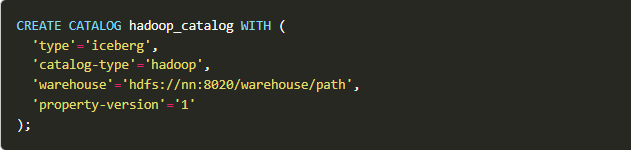 CREATE CATALOG hadoop_catalog WITH (
  'type'='iceberg',
  'catalog-type'='hadoop',
  'warehouse'='hdfs://nn:8020/warehouse/path',
  'property-version'='1'
);